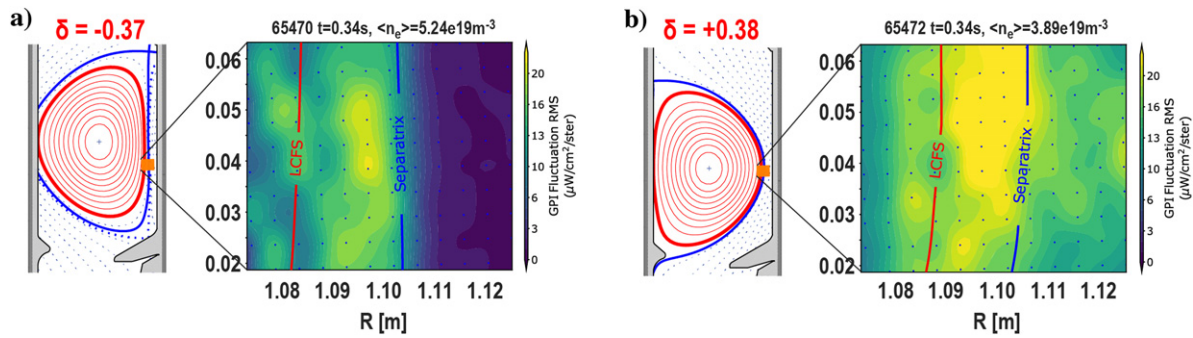 a)
δ = -0.37
65470 t=0.34s, <n_e>=5.24e19m⁻³
0.06
0.05
0.04
0.03
0.02
LCFS
Separatrix
1.08 1.09 1.10 1.11 1.12
R [m]
20
16
13
10
6
3
0
GPI Fluctuation RMS
(μW/cm²/ster)
b)
δ = +0.38
65472 t=0.34s, <n_e>=3.89e19m⁻³
0.06
0.05
0.04
0.03
0.02
LCFS
Separatrix
1.08 1.09 1.10 1.11 1.12
R [m]
20
16
13
10
6
3
0
GPI Fluctuation RMS
(μW/cm²/ster)